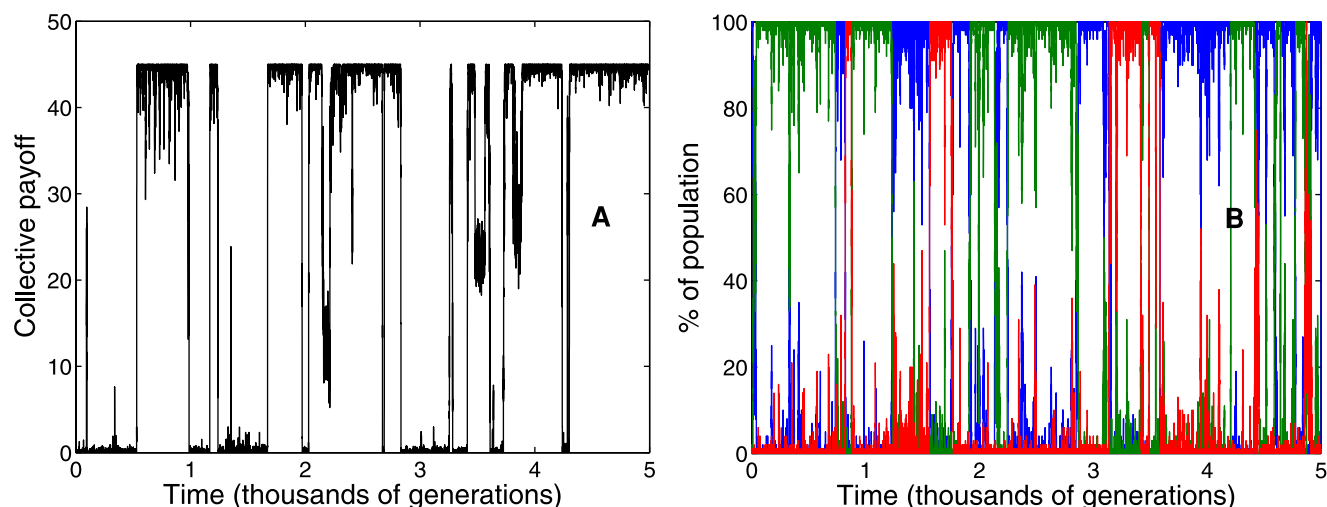 50
40
30
20
10
0
Collective payoff
A
0 1 2 3 4 5
Time (thousands of generations)
100
80
60
40
20
0
% of population
B
0 1 2 3 4 5
Time (thousands of generations)